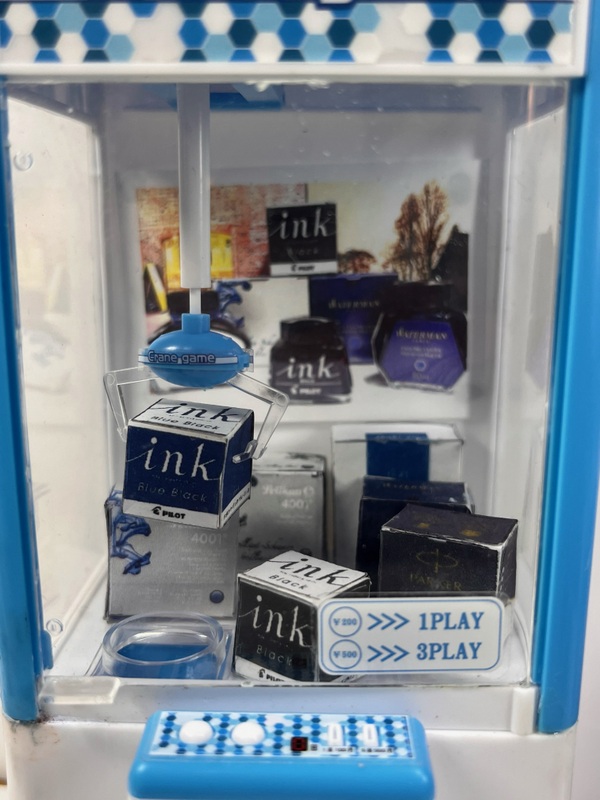 ink
Black
PILOT
WATERMAN
WATERMAN
ink
Crane game
ink
Blue Black
ink
Blue Black
PILOT
Pelikan
4001
4001
PARKER
ink
Black
ink
Black
PILOT
¥200 >>> 1PLAY
¥500 >>> 3PLAY